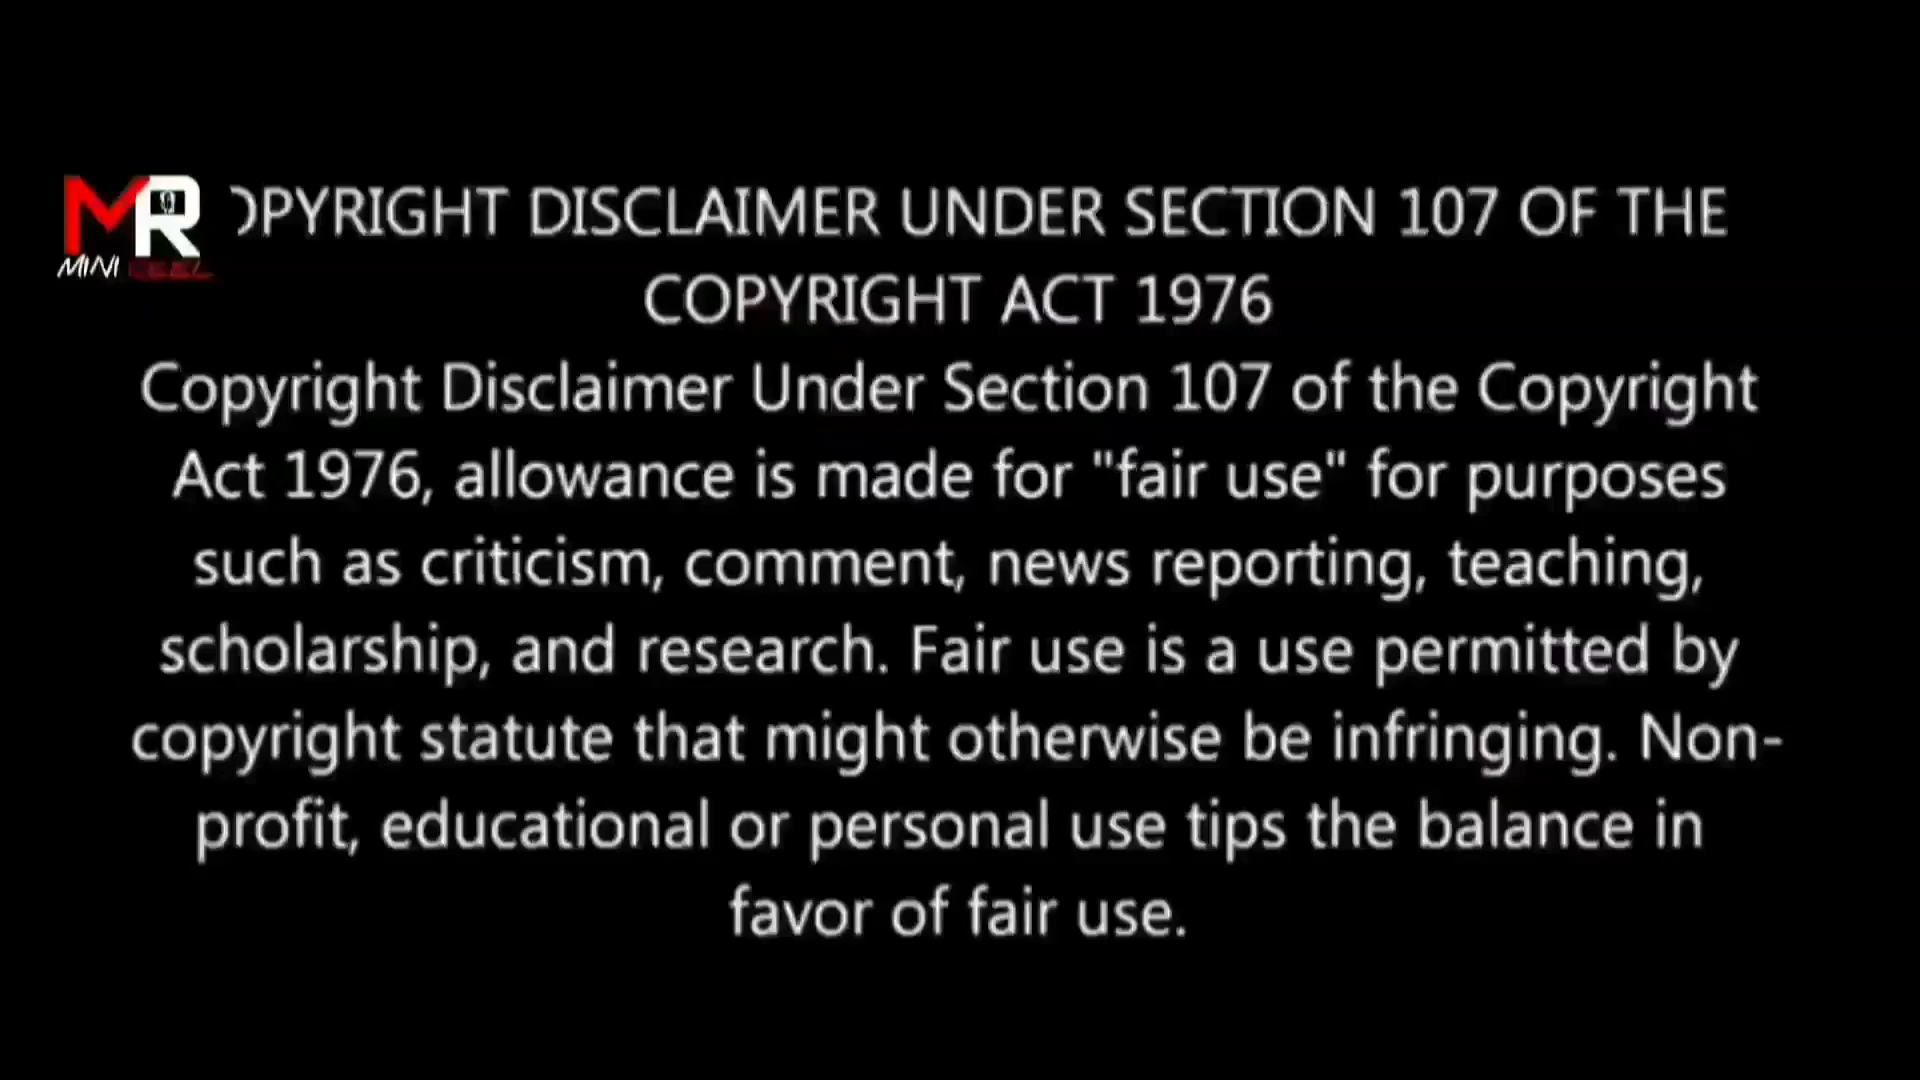 MR
MINI REEL
OPYRIGHT DISCLAIMER UNDER SECTION 107 OF THE
COPYRIGHT ACT 1976
Copyright Disclaimer Under Section 107 of the Copyright
Act 1976, allowance is made for "fair use" for purposes
such as criticism, comment, news reporting, teaching,
scholarship, and research. Fair use is a use permitted by
copyright statute that might otherwise be infringing. Non-
profit, educational or personal use tips the balance in
favor of fair use.